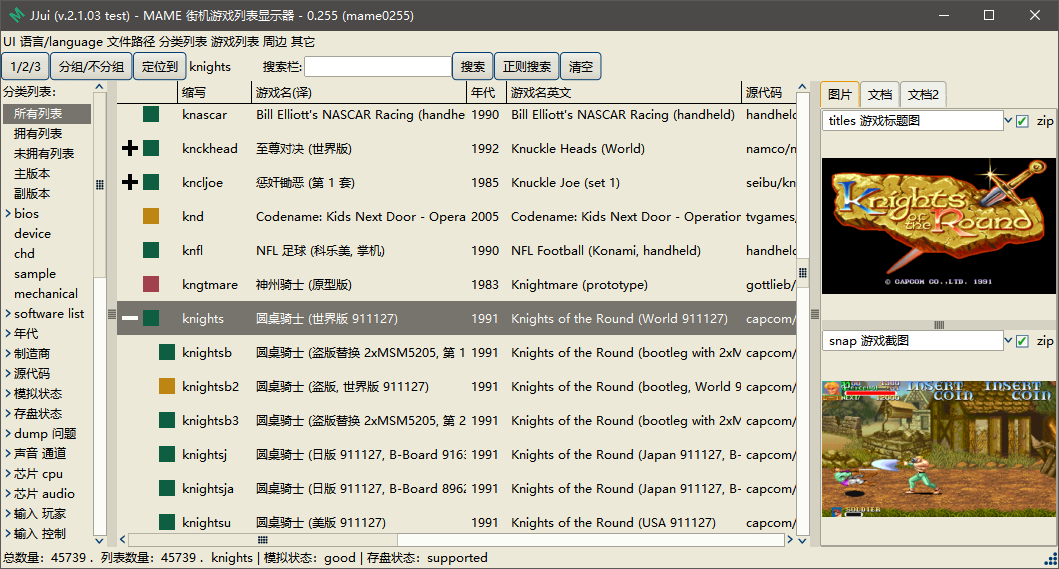 JJui (v.2.1.03 test) - MAME 街机游戏列表显示器 - 0.255 (mame0255)
UI 语言/language 文件路径 分类列表 游戏列表 周边 其它
1/2/3 分组/不分组 定位到 knights 搜索栏: 搜索 正则搜索 清空
分类列表:
所有列表
拥有列表
未拥有列表
主版本
副版本
bios
device
chd
sample
mechanical
software list
年代
制造商
源代码
模拟状态
存盘状态
dump 问题
声音 通道
芯片 cpu
芯片 audio
输入 玩家
输入 控制
缩写 游戏名(译) 年代 游戏名英文 源代码
knascar Bill Elliott's NASCAR Racing (handhe 1990 Bill Elliott's NASCAR Racing (handheld) handhelc
knckhead 至尊对决 (世界版) 1992 Knuckle Heads (World) namco/n
kncljoe 惩奸锄恶 (第 1 套) 1985 Knuckle Joe (set 1) seibu/kn
knd Codename: Kids Next Door - Opera 2005 Codename: Kids Next Door - Operation tvgames,
knfl NFL 足球 (科乐美, 掌机) 1990 NFL Football (Konami, handheld) handhelc
kngtmare 神州骑士 (原型版) 1983 Knightmare (prototype) gottlieb/
knights 圆桌骑士 (世界版 911127) 1991 Knights of the Round (World 911127) capcom/
knightsb 圆桌骑士 (盗版替换 2xMSM5205, 第 1 1991 Knights of the Round (bootleg with 2xM capcom/
knightsb2 圆桌骑士 (盗版, 世界版 911127) 1991 Knights of the Round (bootleg, World 9 capcom/
knightsb3 圆桌骑士 (盗版替换 2xMSM5205, 第 2 1991 Knights of the Round (bootleg with 2xM capcom/
knightsj 圆桌骑士 (日版 911127, B-Board 9163 1991 Knights of the Round (Japan 911127, B- capcom/
knightsja 圆桌骑士 (日版 911127, B-Board 8962 1991 Knights of the Round (Japan 911127, B- capcom/
knightsu 圆桌骑士 (美版 911127) 1991 Knights of the Round (USA 911127) capcom/
图片 文档 文档2
titles 游戏标题图 zip
Knights
of the Round
© CAPCOM CO.,LTD. 1991
snap 游戏截图 zip
INSERT INSERT
COIN COIN
SOLDIER
总数量: 45739 . 列表数量: 45739 . knights | 模拟状态: good | 存盘状态: supported